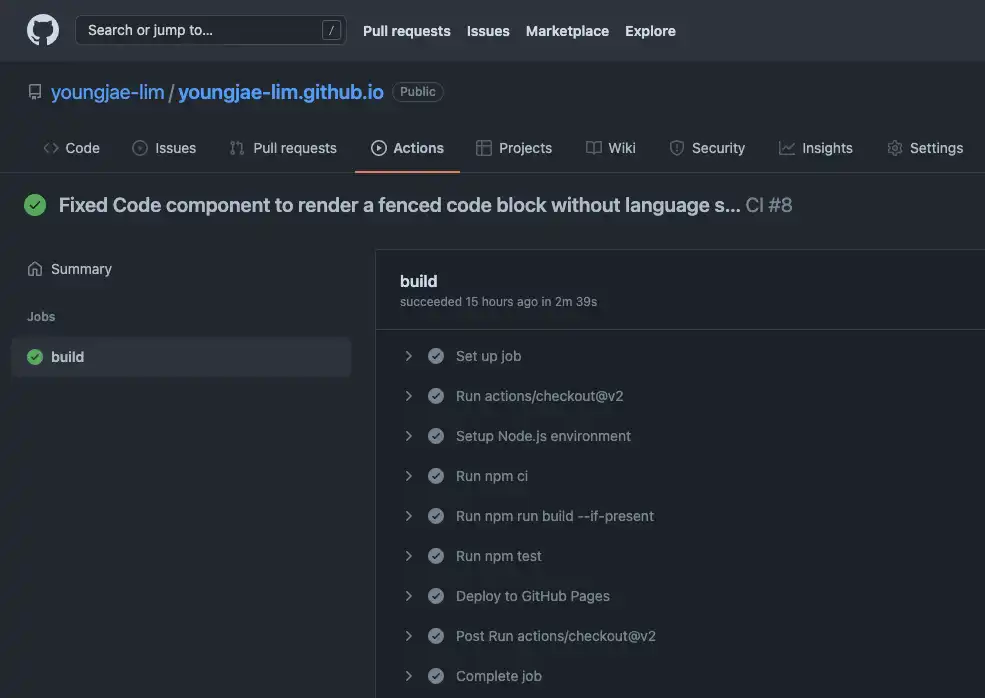 Search or jump to... /
Pull requests Issues Marketplace Explore
youngjae-lim / youngjae-lim.github.io Public
Code Issues Pull requests Actions Projects Wiki Security Insights Settings
Fixed Code component to render a fenced code block without language s... CI #8
Summary
Jobs
build
build
succeeded 15 hours ago in 2m 39s
Set up job
Run actions/checkout@v2
Setup Node.js environment
Run npm ci
Run npm run build --if-present
Run npm test
Deploy to GitHub Pages
Post Run actions/checkout@v2
Complete job